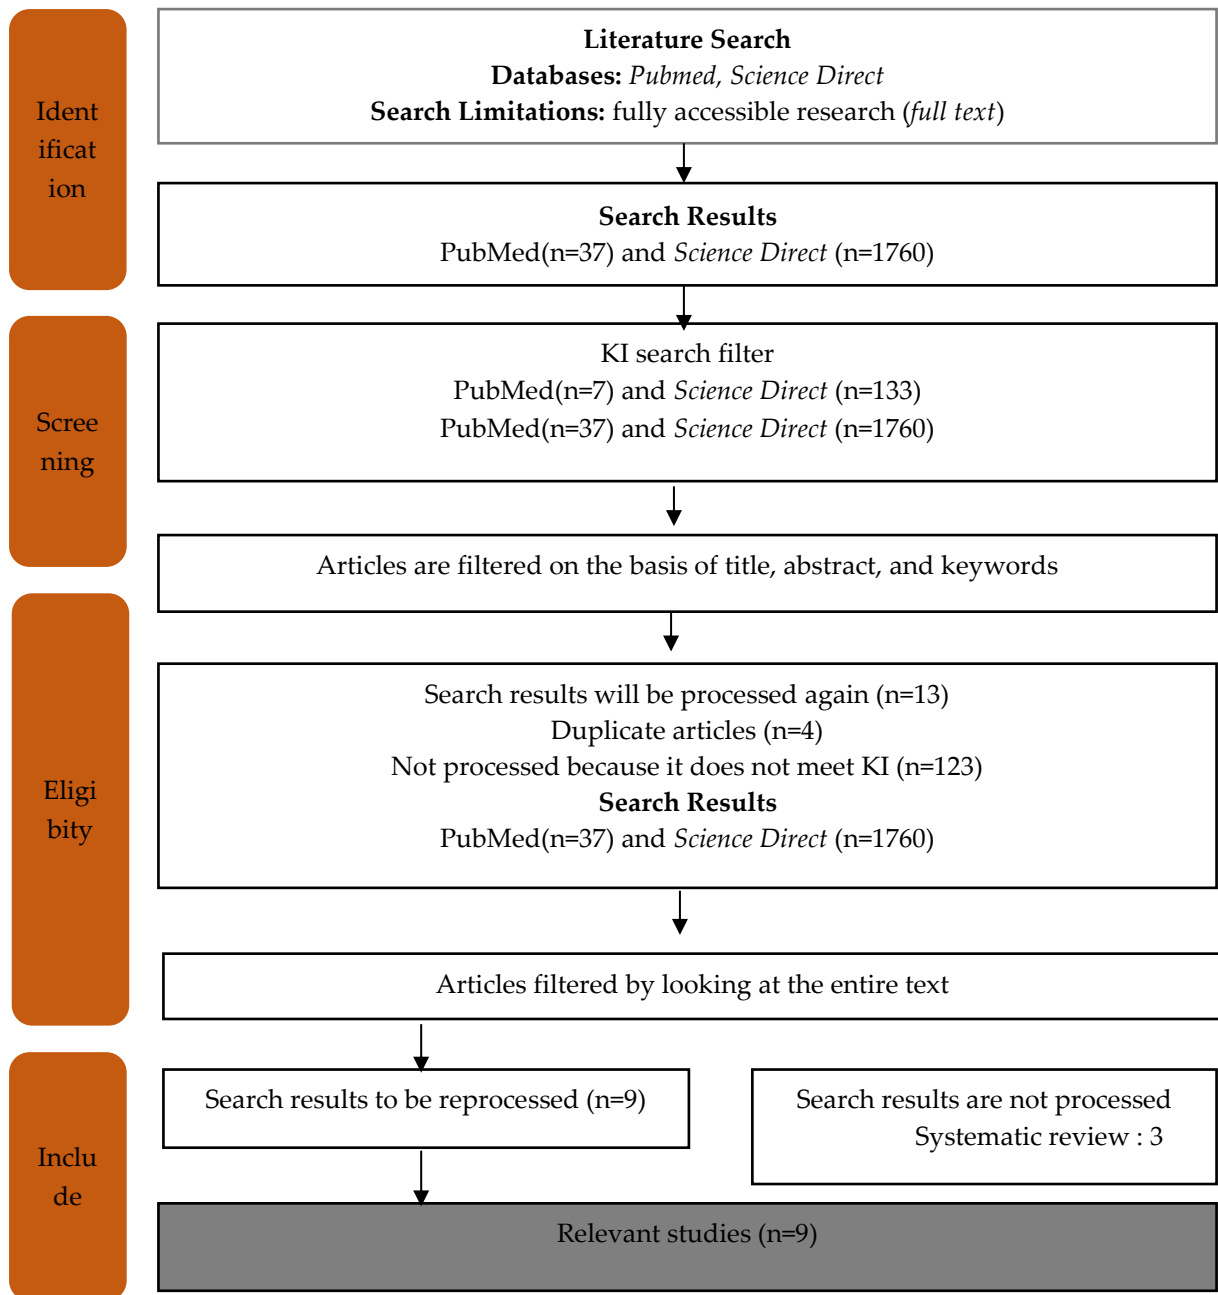 Ident
ificat
ion
Literature Search
Databases: Pubmed, Science Direct
Search Limitations: fully accessible research (full text)
Search Results
PubMed(n=37) and Science Direct (n=1760)
Scree
ning
KI search filter
PubMed(n=7) and Science Direct (n=133)
PubMed(n=37) and Science Direct (n=1760)
Articles are filtered on the basis of title, abstract, and keywords
Eligi
bity
Search results will be processed again (n=13)
Duplicate articles (n=4)
Not processed because it does not meet KI (n=123)
Search Results
PubMed(n=37) and Science Direct (n=1760)
Articles filtered by looking at the entire text
Inclu
de
Search results to be reprocessed (n=9)
Search results are not processed
Systematic review : 3
Relevant studies (n=9)